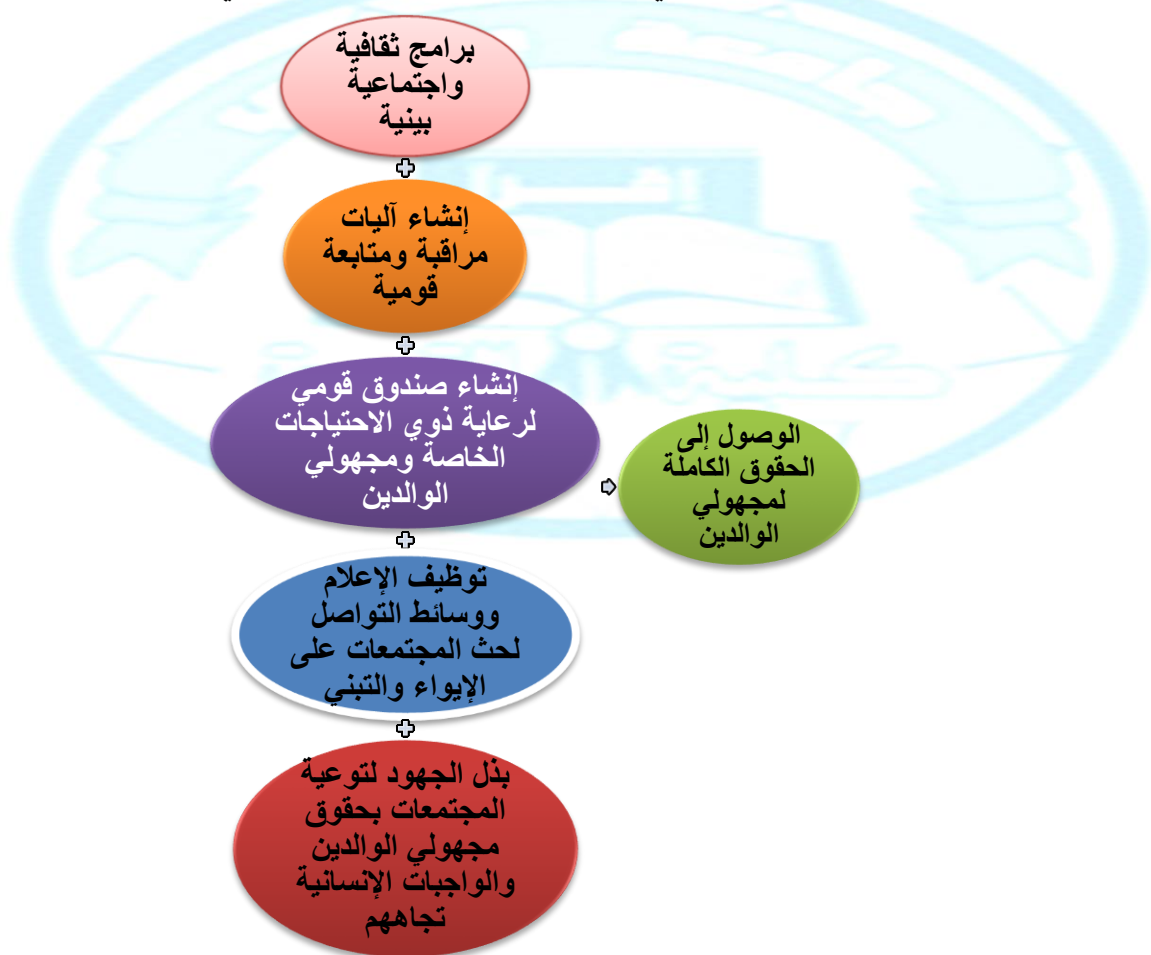 برامج ثقافية
واجتماعية
بينية
إنشاء آليات
مراقبة ومتابعة
قومية
إنشاء صندوق قومي
لرعاية ذوي الاحتياجات
الخاصة ومجهولي
الوالدين
الوصول إلى
الحقوق الكاملة
لمجهولي
الوالدين
توظيف الإعلام
ووسائط التواصل
لحث المجتمعات على
الإيواء والتبني
بذل الجهود لتوعية
المجتمعات بحقوق
مجهولي الوالدين
والواجبات الإنسانية
تجاههم